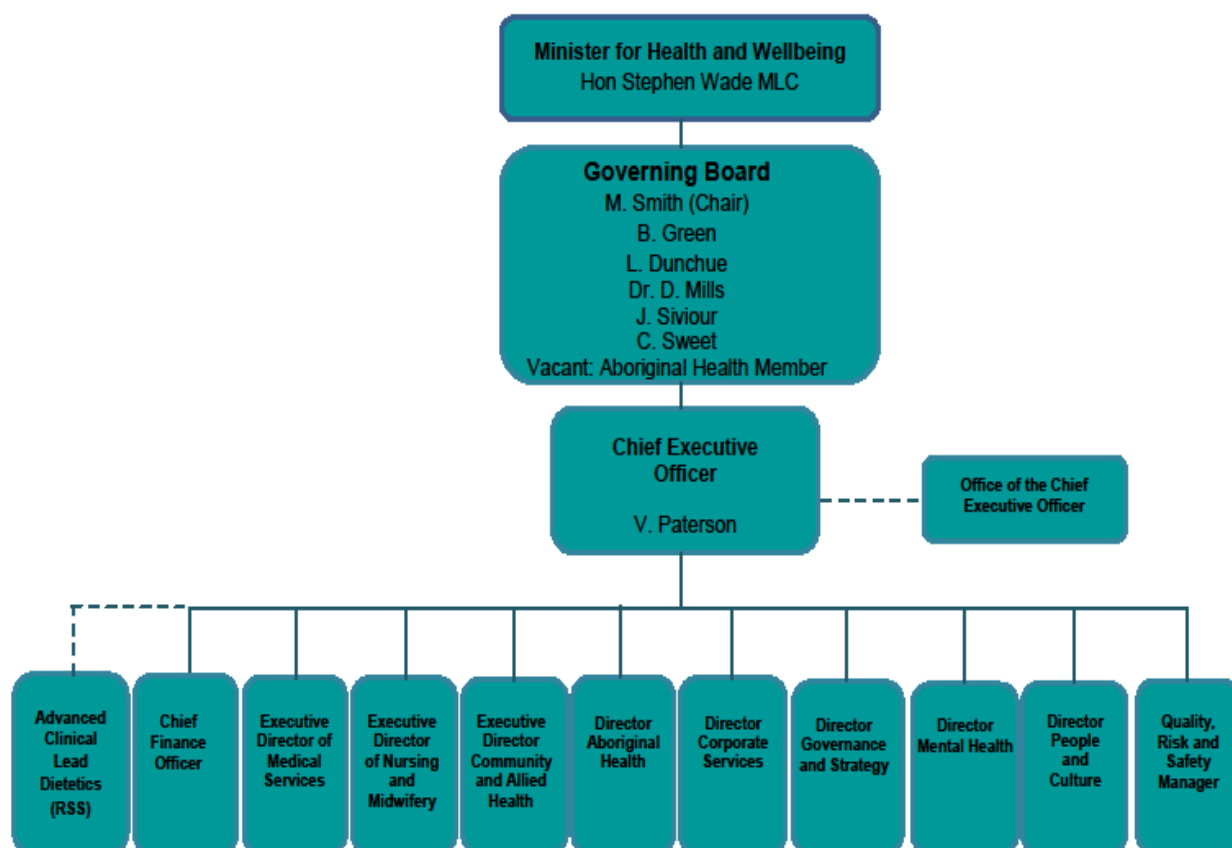 Minister for Health and Wellbeing
Hon Stephen Wade MLC
Governing Board
M. Smith (Chair)
B. Green
L. Dunchue
Dr. D. Mills
J. Siviour
C. Sweet
Vacant: Aboriginal Health Member
Chief Executive
Officer
V. Paterson
Office of the Chief
Executive Officer
Advanced
Clinical
Lead
Dietetics
(RSS)
Chief
Finance
Officer
Executive
Director of
Medical
Services
Executive
Director
of Nursing
and
Midwifery
Executive
Director
Community
and Allied
Health
Director
Aboriginal
Health
Director
Corporate
Services
Director
Governance
and Strategy
Director
Mental Health
Director
People
and
Culture
Quality,
Risk and
Safety
Manager